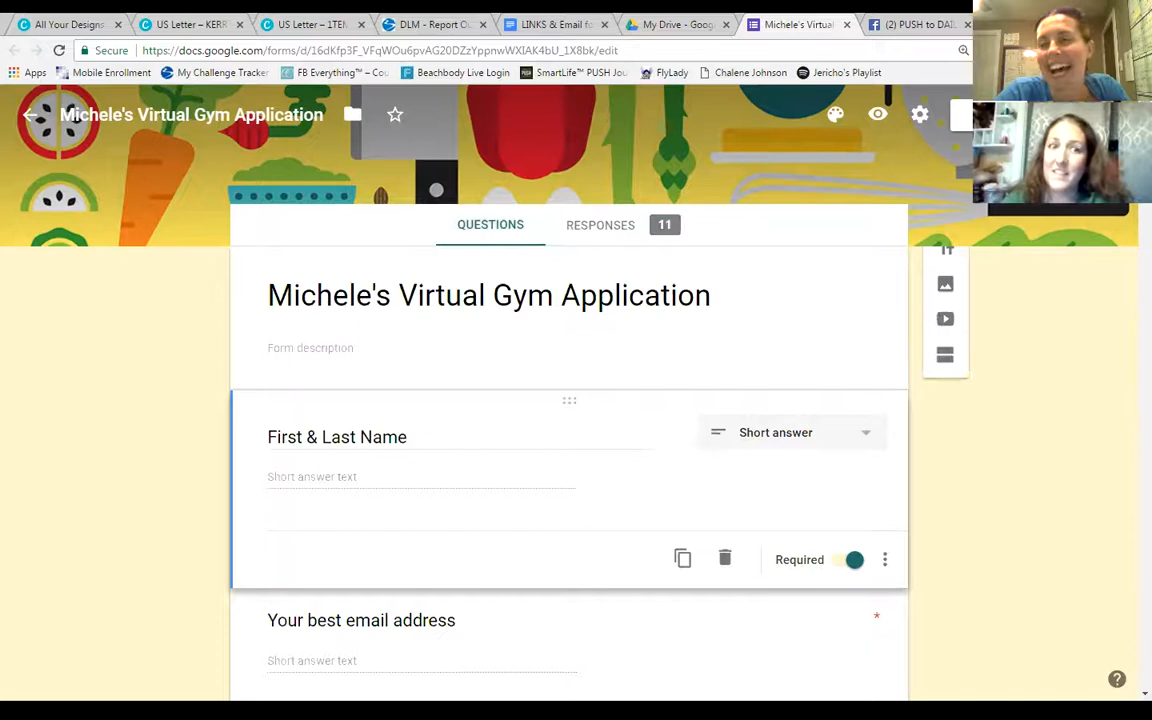 All Your Designs
US Letter – KERR
US Letter – 1TEM
DLM - Report Ou
LINKS & Email fo
My Drive - Goog
Michele's Virtual
(2) PUSH to DAIL
Secure
https://docs.google.com/forms/d/16dKfp3F_VFqWOu6pvAG20DZzYppnwWXIAK4bU_1X8bk/edit
Apps
Mobile Enrollment
My Challenge Tracker
FB Everything™ – Cou
Beachbody Live Login
SmartLife™ PUSH Jou
FlyLady
Chalene Johnson
Jericho's Playlist
Michele's Virtual Gym Application
QUESTIONS
RESPONSES
11
Michele's Virtual Gym Application
Form description
First & Last Name
Short answer
Short answer text
Required
Your best email address
*
Short answer text